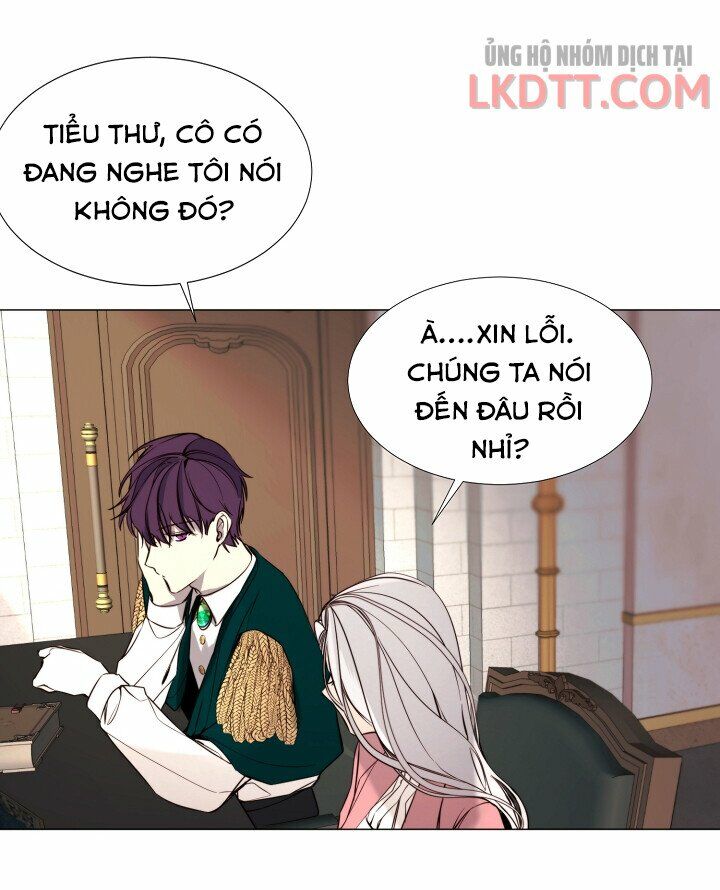 ỦNG HỘ NHÓM DỊCH TẠI
LKDTT.COM
TIỂU THƯ, CÔ CÓ
ĐANG NGHE TÔI NÓI
KHÔNG ĐÓ?
À....XIN LỖI.
CHÚNG TA NÓI
ĐẾN ĐÂU RỒI
NHỈ?